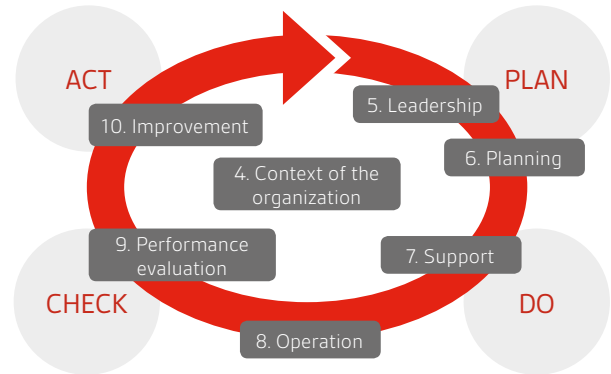 ACT
PLAN
5. Leadership
10. Improvement
6. Planning
4. Context of the
organization
9. Performance
evaluation
7. Support
CHECK
DO
8. Operation